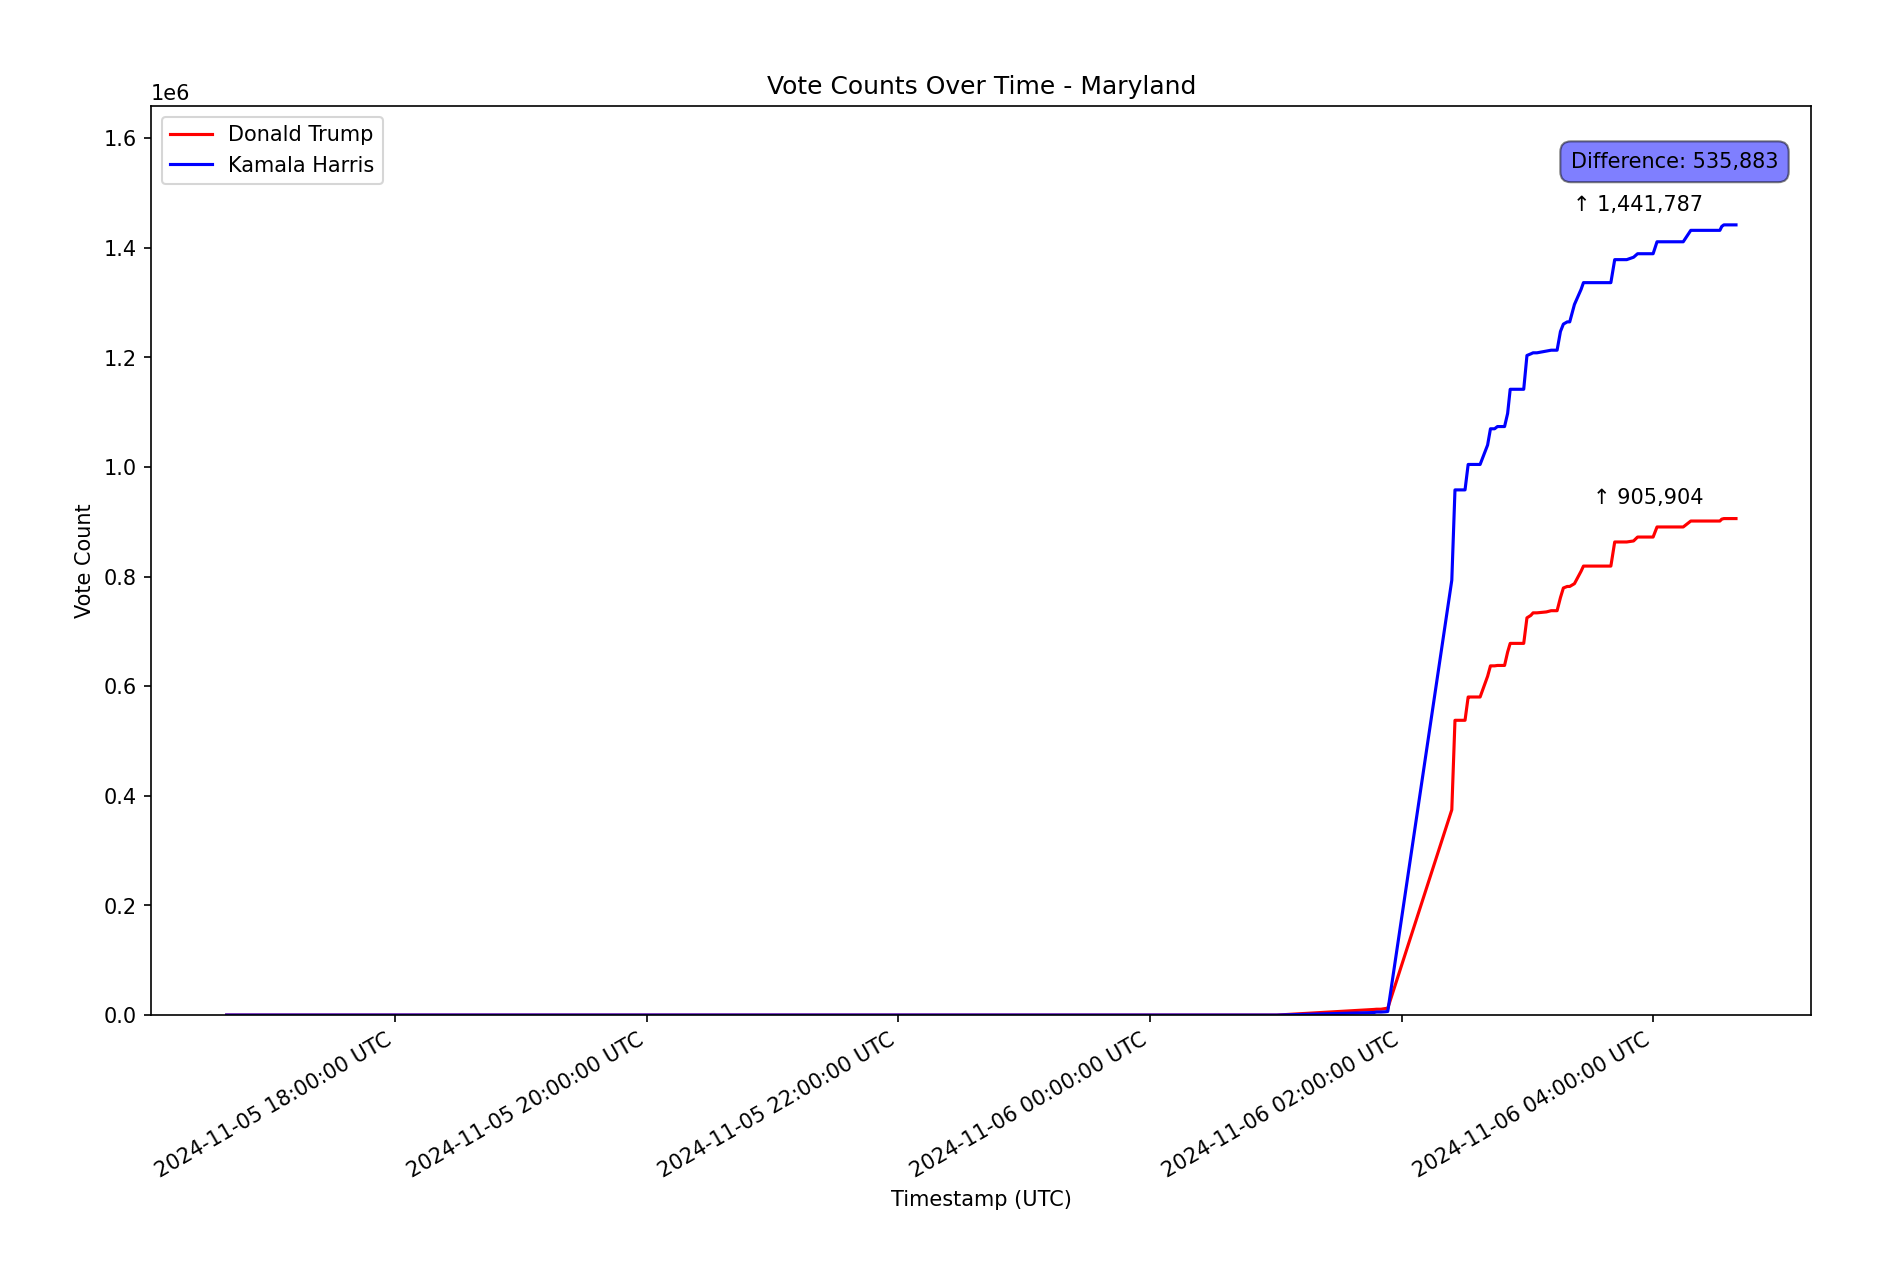 Vote Counts Over Time - Maryland
1e6
Donald Trump
Kamala Harris
Difference: 535,883
↑ 1,441,787
↑ 905,904
1.6
1.4
1.2
1.0
0.8
0.6
0.4
0.2
0.0
Vote Count
2024-11-05 18:00:00 UTC
2024-11-05 20:00:00 UTC
2024-11-05 22:00:00 UTC
2024-11-06 00:00:00 UTC
2024-11-06 02:00:00 UTC
2024-11-06 04:00:00 UTC
Timestamp (UTC)